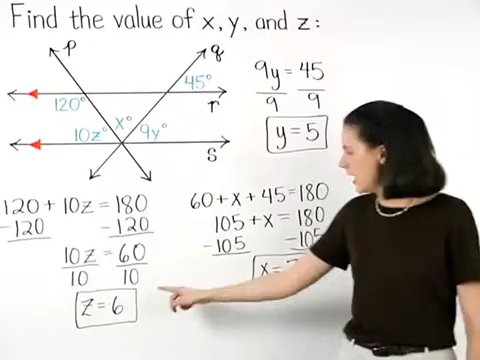 Find the value of x, y, and z:
p
q
45°
120°
r
10z°
x°
9y°
s
9y = 45
9 9
y = 5
120 + 10z = 180
-120 -120
10z = 60
10 10
z = 6
60 + x + 45 = 180
105 + x = 180
-105 -105
x =